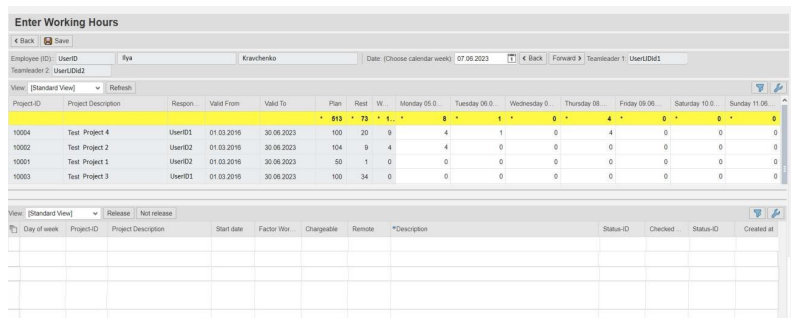 Enter Working Hours
Back Save
Employee (ID): UserID Ilya Kravchenko Date: (Choose calendar week): 07.06.2023 Back Forward Teamleader 1: UserIJDId1
Teamleader 2: UserIJDId2
View: [Standard View] Refresh
Project-ID Project Description Respon... Valid From Valid To Plan Rest W... Monday 05.0... Tuesday 06.0... Wednesday 0... Thursday 08.... Friday 09.06... Saturday 10.0... Sunday 11.06...
* 513 * 73 * 1... * 8 * 1 * 0 * 4 * 0 * 0 * 0
10004 Test Project 4 UserID1 01.03.2016 30.06.2023 100 20 9 4 1 0 4 0 0 0
10002 Test Project 2 UserID2 01.03.2016 30.06.2023 104 9 4 4 0 0 0 0 0 0
10001 Test Project 1 UserID2 01.03.2016 30.06.2023 50 1 0 0 0 0 0 0 0 0
10003 Test Project 3 UserID1 01.03.2016 30.06.2023 100 34 0 0 0 0 0 0 0 0
View: [Standard View] Release Not release
Day of week Project-ID Project Description Start date Factor Wor... Chargeable Remote *Description Status-ID Checked ... Status-ID Created at